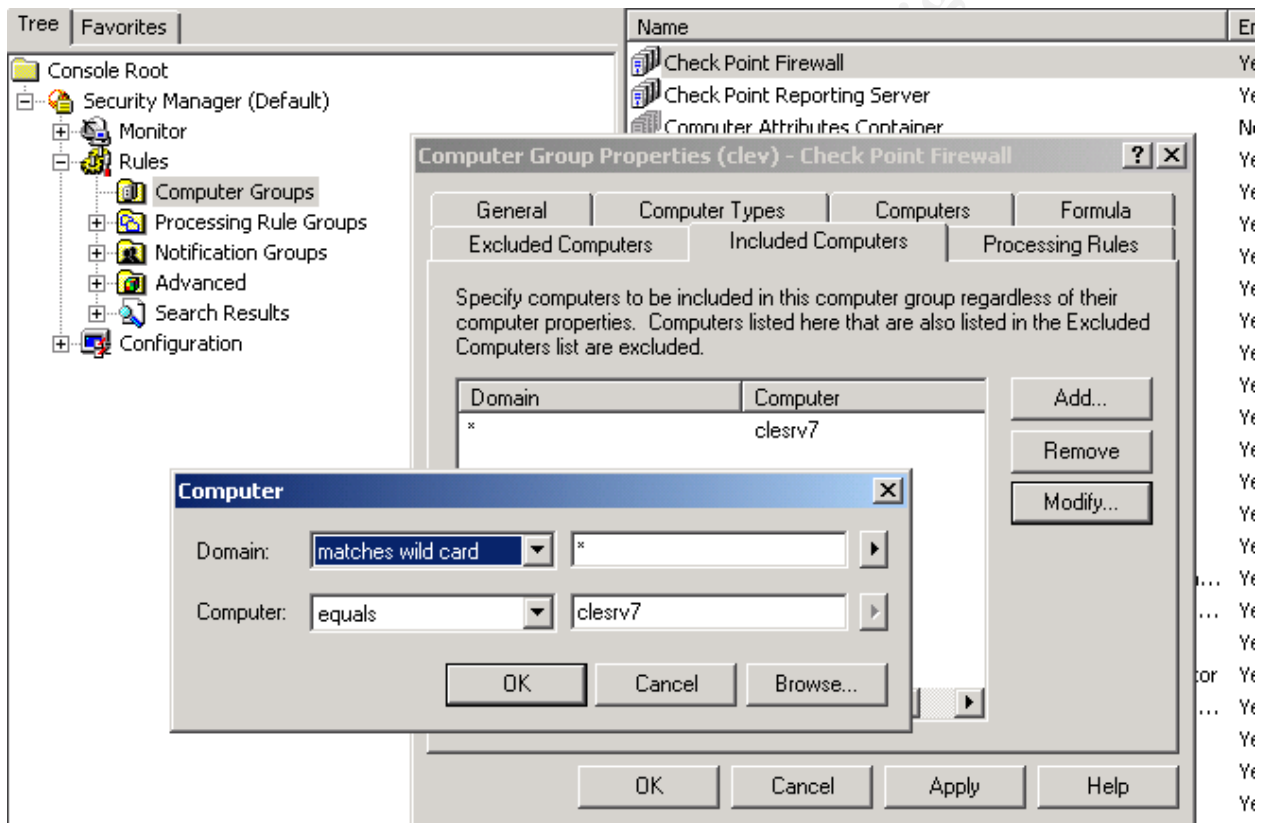 Tree Favorites
Console Root
Security Manager (Default)
Monitor
Rules
Computer Groups
Processing Rule Groups
Notification Groups
Advanced
Search Results
Configuration
Name
Check Point Firewall Ye
Check Point Reporting Server Ye
Computer Attributes Container
Computer Group Properties (clev) - Check Point Firewall
General Computer Types Computers Formula
Excluded Computers Included Computers Processing Rules
Specify computers to be included in this computer group regardless of their
computer properties. Computers listed here that are also listed in the Excluded
Computers list are excluded.
Domain Computer
* clesrv7
Add...
Remove
Modify...
Computer
Domain: matches wild card *
Computer: equals clesrv7
OK Cancel Browse...
OK Cancel Apply Help